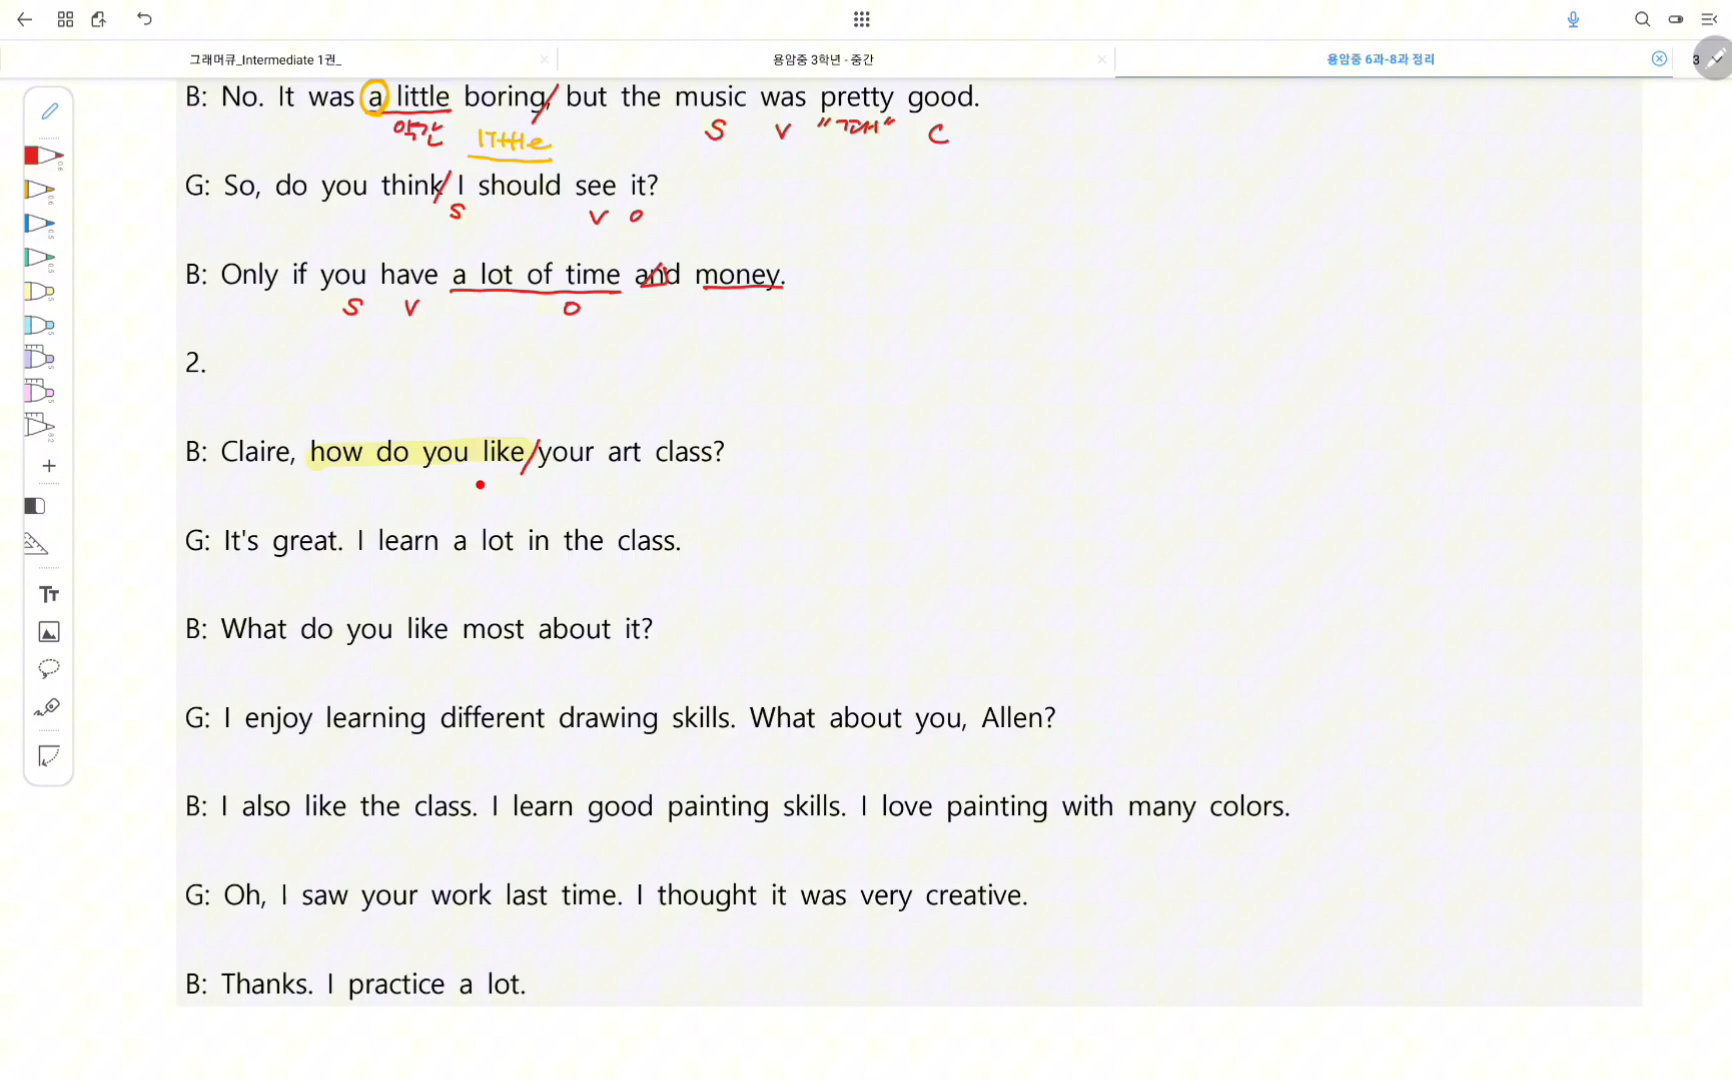 그래머큐_Intermediate 1권_
용암중 3학년 - 중간
용암중 6과-8과 정리
3
B: No. It was a little boring, but the music was pretty good.
약간 little S V "꽤" C
G: So, do you think I should see it?
S V O
B: Only if you have a lot of time and money.
S V O
2.
B: Claire, how do you like your art class?
G: It's great. I learn a lot in the class.
B: What do you like most about it?
G: I enjoy learning different drawing skills. What about you, Allen?
B: I also like the class. I learn good painting skills. I love painting with many colors.
G: Oh, I saw your work last time. I thought it was very creative.
B: Thanks. I practice a lot.